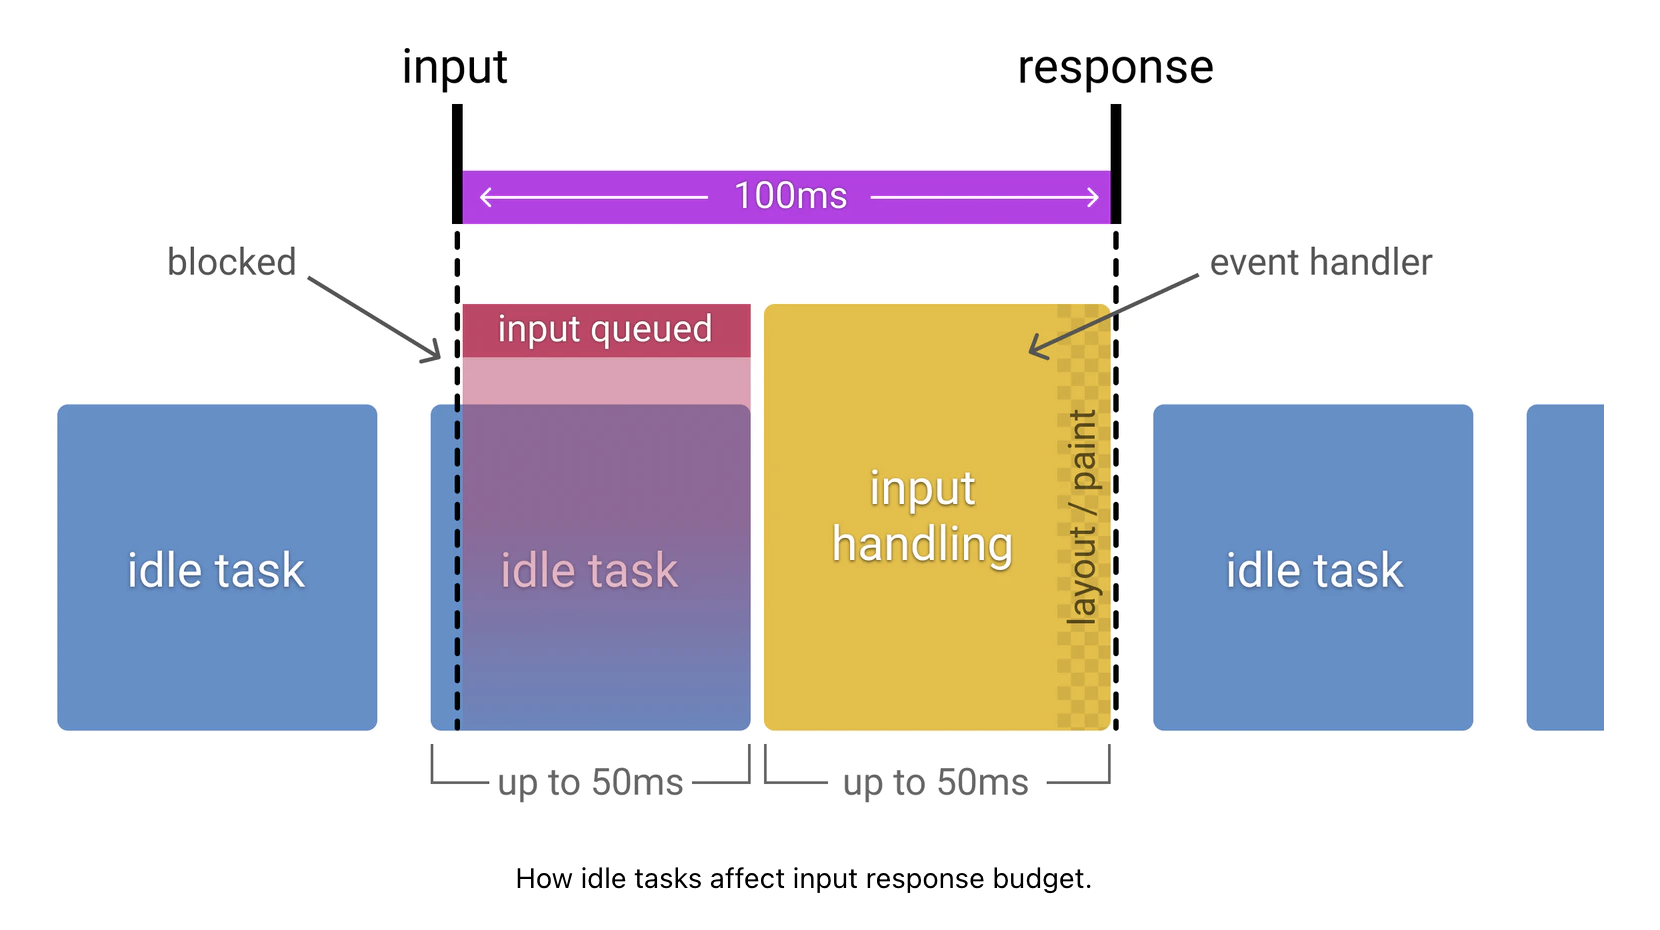 input
response
100ms
blocked
event handler
input queued
idle task
idle task
input
handling
layout / paint
idle task
up to 50ms
up to 50ms
How idle tasks affect input response budget.